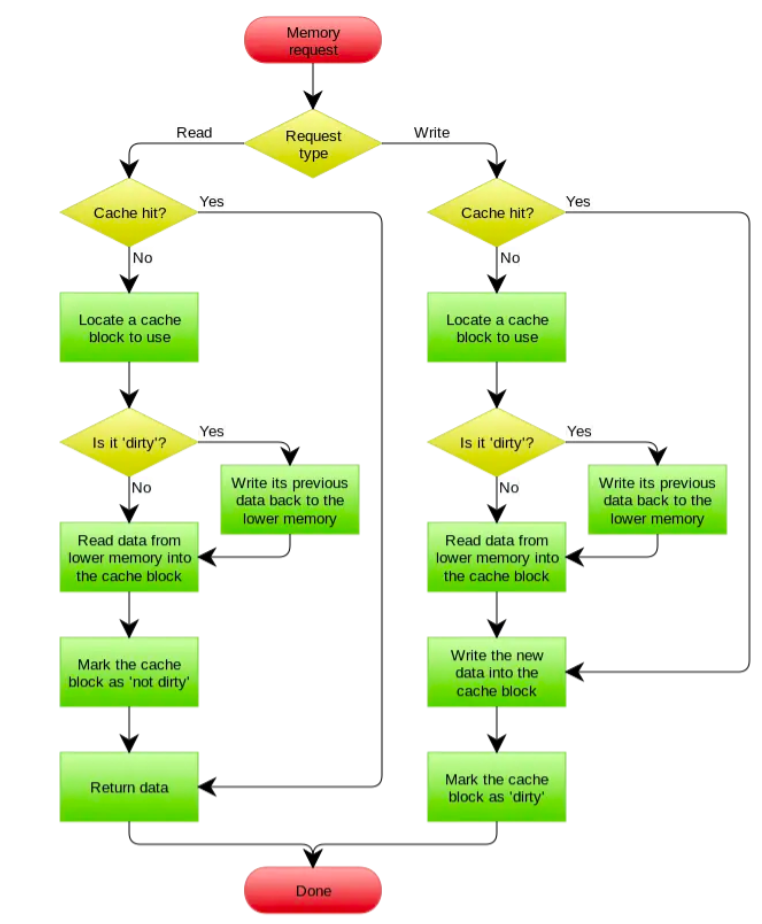 Memory
request
Request
type
Read
Write
Cache hit?
Yes
No
Locate a cache
block to use
Is it 'dirty'?
Yes
No
Write its previous
data back to the
lower memory
Read data from
lower memory into
the cache block
Mark the cache
block as 'not dirty'
Return data
Cache hit?
Yes
No
Locate a cache
block to use
Is it 'dirty'?
Yes
No
Write its previous
data back to the
lower memory
Read data from
lower memory into
the cache block
Write the new
data into the
cache block
Mark the cache
block as 'dirty'
Done